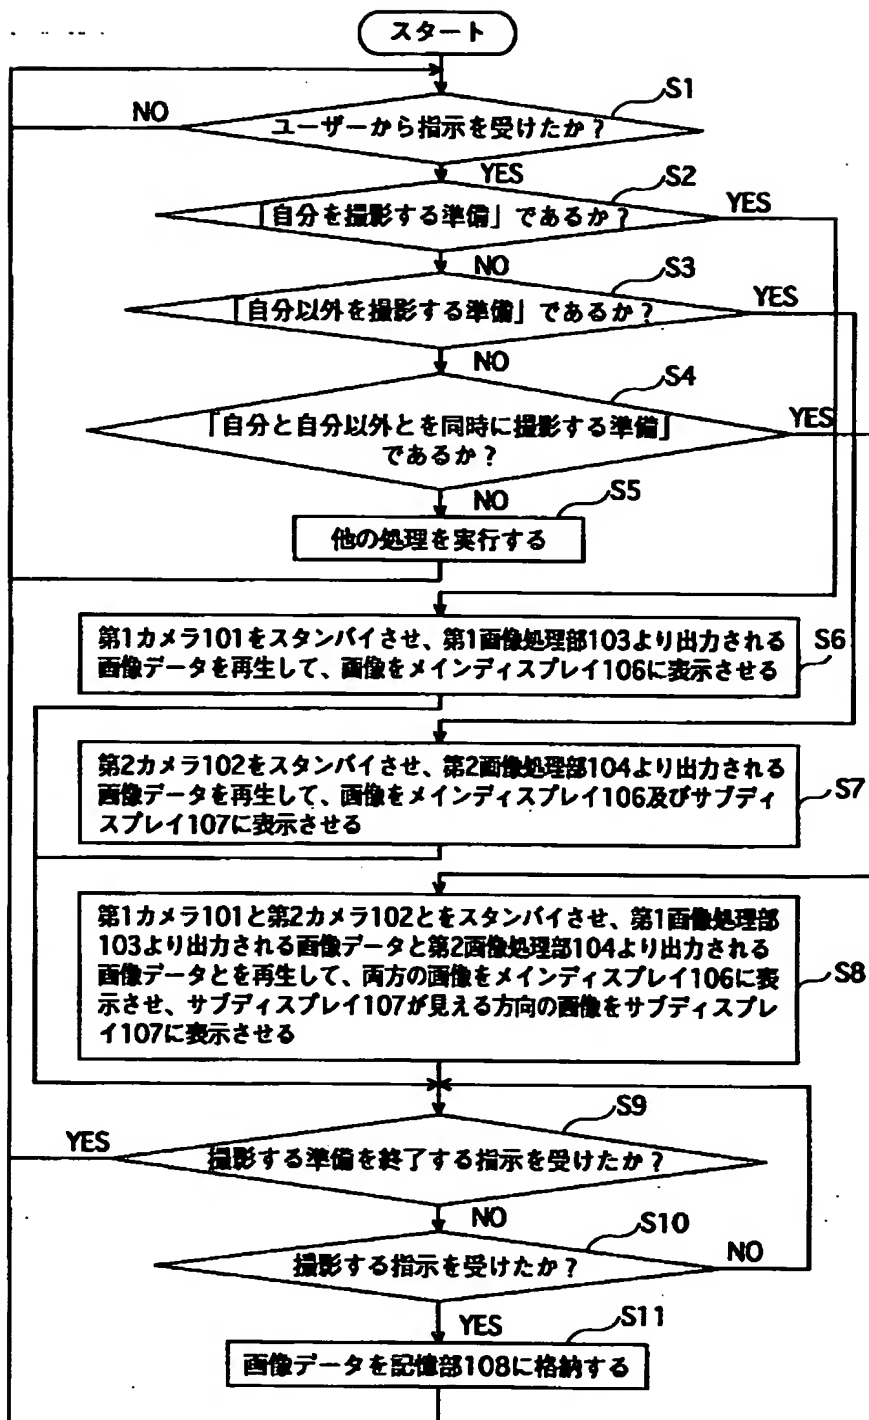 スタート
S1
NO
ユーザーから指示を受けたか？
YES
S2
「自分を撮影する準備」であるか？
YES
NO
S3
「自分以外を撮影する準備」であるか？
YES
NO
S4
「自分と自分以外とを同時に撮影する準備」
であるか？
YES
NO
S5
他の処理を実行する
第1カメラ101をスタンバイさせ、第1画像処理部103より出力される
画像データを再生して、画像をメインディスプレイ106に表示させる
S6
第2カメラ102をスタンバイさせ、第2画像処理部104より出力される
画像データを再生して、画像をメインディスプレイ106及びサブディ
スプレイ107に表示させる
S7
第1カメラ101と第2カメラ102とをスタンバイさせ、第1画像処理部
103より出力される画像データと第2画像処理部104より出力される
画像データとを再生して、両方の画像をメインディスプレイ106に表
示させ、サブディスプレイ107が見える方向の画像をサブディスプレ
イ107に表示させる
S8
S9
YES
撮影する準備を終了する指示を受けたか？
NO
S10
撮影する指示を受けたか？
NO
YES
S11
画像データを記憶部108に格納する